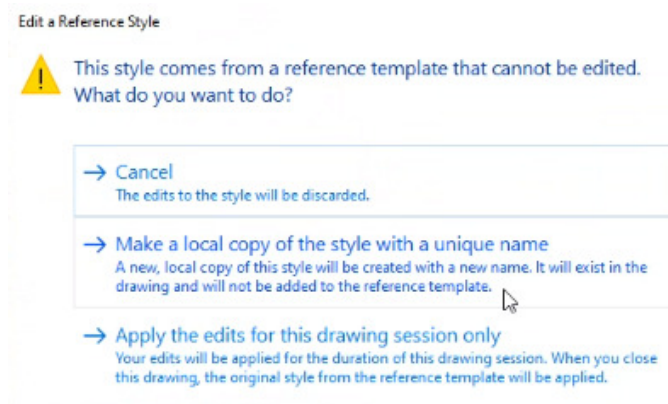 Edit a Reference Style
This style comes from a reference template that cannot be edited.
What do you want to do?
Cancel
The edits to the style will be discarded.
Make a local copy of the style with a unique name
A new, local copy of this style will be created with a new name. It will exist in the
drawing and will not be added to the reference template.
Apply the edits for this drawing session only
Your edits will be applied for the duration of this drawing session. When you close
this drawing, the original style from the reference template will be applied.